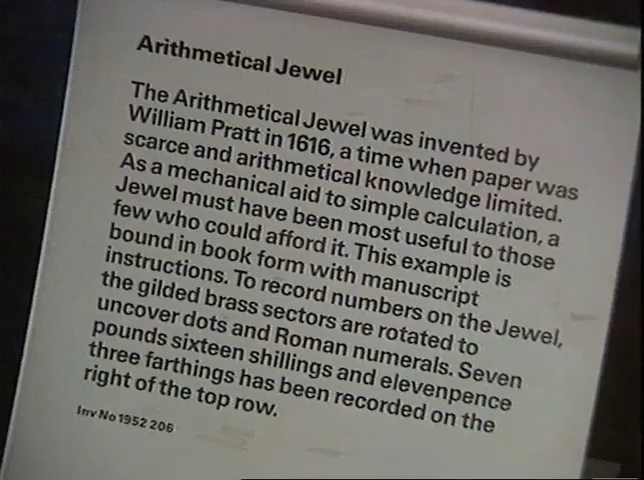 Arithmetical Jewel
The Arithmetical Jewel was invented by
William Pratt in 1616, a time when paper was
scarce and arithmetical knowledge limited.
As a mechanical aid to simple calculation, a
Jewel must have been most useful to those
few who could afford it. This example is
bound in book form with manuscript
instructions. To record numbers on the Jewel,
the gilded brass sectors are rotated to
uncover dots and Roman numerals. Seven
pounds sixteen shillings and elevenpence
three farthings has been recorded on the
right of the top row.
Inv No 1952 206